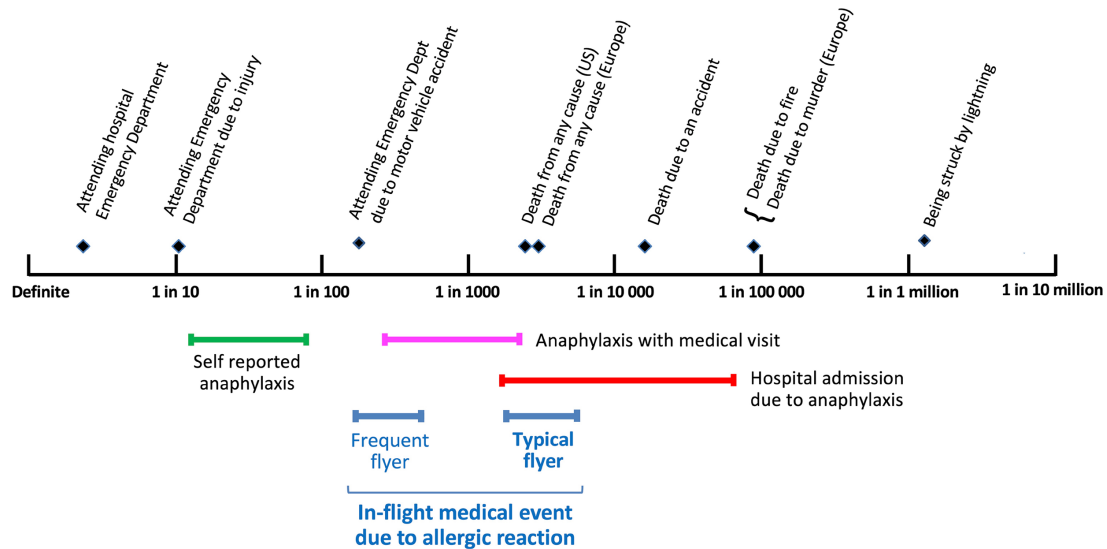 Attending hospital
Emergency Department
Attending Emergency
Department due to injury
Attending Emergency Dept
due to motor vehicle accident
Death from any cause (US)
Death from any cause (Europe)
Death due to an accident
Death due to fire
Death due to murder (Europe)
Being struck by lightning
Definite
1 in 10
1 in 100
1 in 1000
1 in 10 000
1 in 100 000
1 in 1 million
1 in 10 million
Self reported
anaphylaxis
Anaphylaxis with medical visit
Hospital admission
due to anaphylaxis
Frequent
flyer
Typical
flyer
In-flight medical event
due to allergic reaction